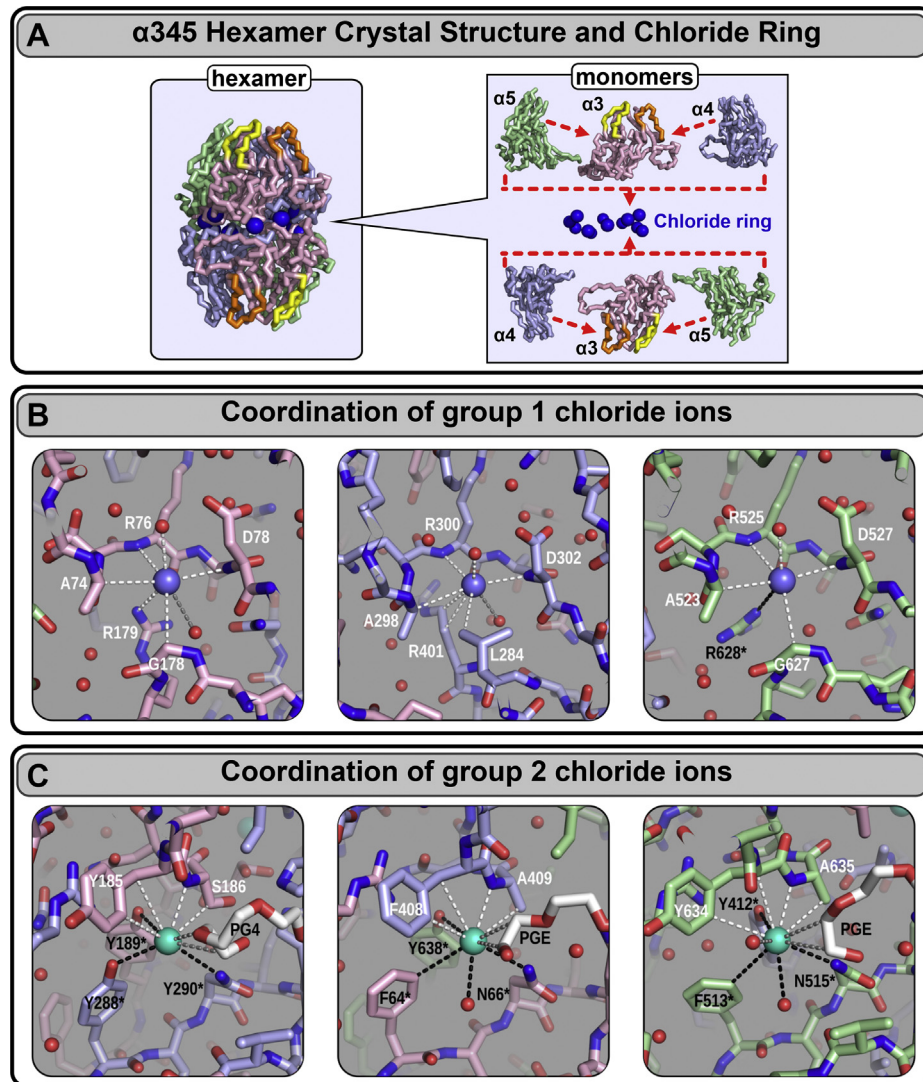 A α345 Hexamer Crystal Structure and Chloride Ring
hexamer
monomers
α5
α3
α4
Chloride ring
α4
α3
α5
B Coordination of group 1 chloride ions
R76
D78
A74
R179
G178
R300
D302
A298
R401
L284
R525
D527
A523
R628*
G627
C Coordination of group 2 chloride ions
Y185
S186
PG4
Y189*
Y290*
Y288*
A409
F408
PGE
Y638*
F64*
N66*
A635
Y412*
Y634
PGE
N515*
F513*